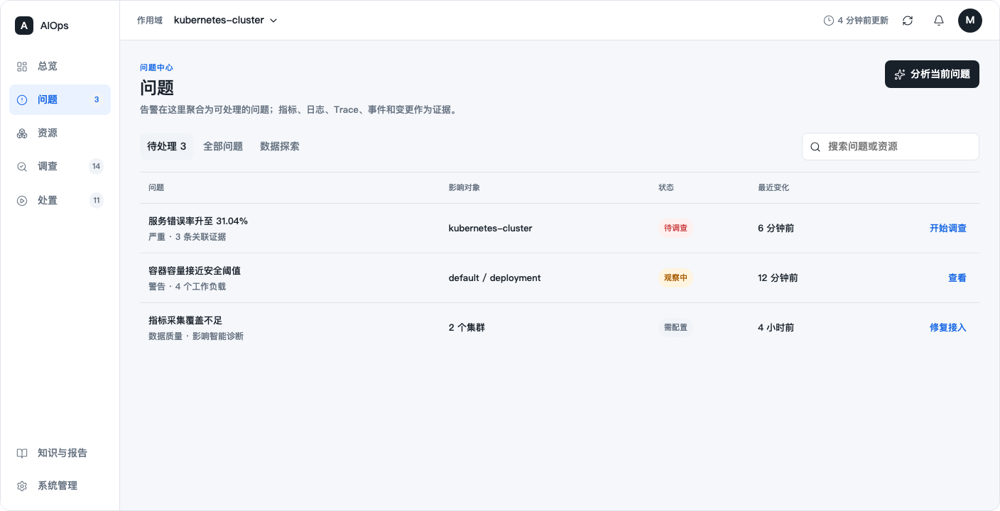 A AIOps
作用域 kubernetes-cluster
4 分钟前更新
M
总览
问题 3
资源
调查 14
处置 11
知识与报告
系统管理
问题中心
问题
告警在这里聚合为可处理的问题；指标、日志、Trace、事件和变更作为证据。
分析当前问题
待处理 3 全部问题 数据探索
搜索问题或资源
问题 影响对象 状态 最近变化
服务错误率升至 31.04%
严重 · 3 条关联证据
kubernetes-cluster 待调查 6 分钟前 开始调查
容器容量接近安全阈值
警告 · 4 个工作负载
default / deployment 观察中 12 分钟前 查看
指标采集覆盖不足
数据质量 · 影响智能诊断
2 个集群 需配置 4 小时前 修复接入